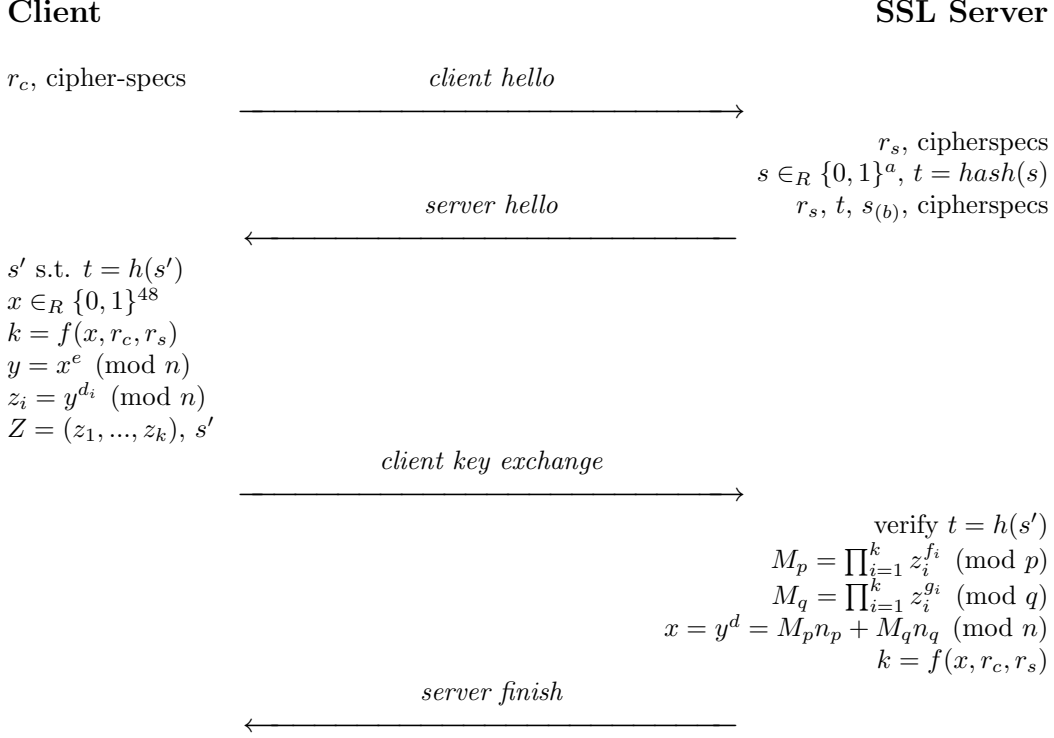 Client SSL Server
r_c, cipher-specs client hello
r_s, cipherspecs
s ∈_R {0, 1}^a, t = hash(s)
server hello r_s, t, s_(b), cipherspecs
s′ s.t. t = h(s′)
x ∈_R {0, 1}^48
k = f(x, r_c, r_s)
y = x^e (mod n)
z_i = y^{d_i} (mod n)
Z = (z_1, ..., z_k), s′
client key exchange
verify t = h(s′)
M_p = ∏_{i=1}^k z_i^{f_i} (mod p)
M_q = ∏_{i=1}^k z_i^{g_i} (mod q)
x = y^d = M_p n_p + M_q n_q (mod n)
k = f(x, r_c, r_s)
server finish